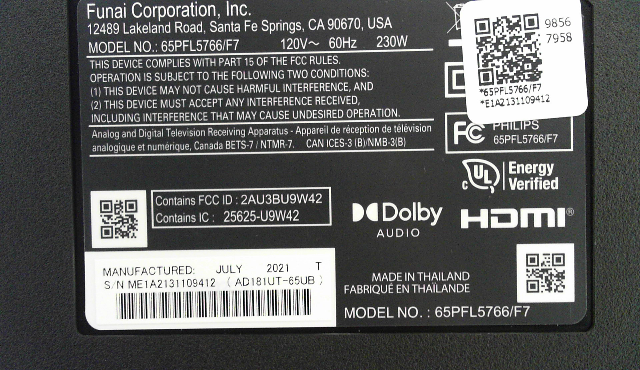 Funai Corporation, Inc.
12489 Lakeland Road, Santa Fe Springs, CA 90670, USA
MODEL NO.: 65PFL5766/F7 120V～ 60Hz 230W
THIS DEVICE COMPLIES WITH PART 15 OF THE FCC RULES.
OPERATION IS SUBJECT TO THE FOLLOWING TWO CONDITIONS:
(1) THIS DEVICE MAY NOT CAUSE HARMFUL INTERFERENCE, AND
(2) THIS DEVICE MUST ACCEPT ANY INTERFERENCE RECEIVED,
INCLUDING INTERFERENCE THAT MAY CAUSE UNDESIRED OPERATION.
Analog and Digital Television Receiving Apparatus - Appareil de réception de télévision
analogique et numérique, Canada BETS-7 / NTMR-7. CAN ICES-3 (B)/NMB-3(B)
9856
7958
*65PFL5766/F7
*E1A2131109412
FC PHILIPS
65PFL5766/F7
UL Energy
Verified
Contains FCC ID : 2AU3BU9W42
Contains IC : 25625-U9W42
Dolby
AUDIO
HDMI®
MANUFACTURED: JULY 2021 T
S/N ME1A2131109412 (AD181UT-65UB)
MADE IN THAILAND
FABRIQUÉ EN THAÏLANDE
MODEL NO. : 65PFL5766/F7